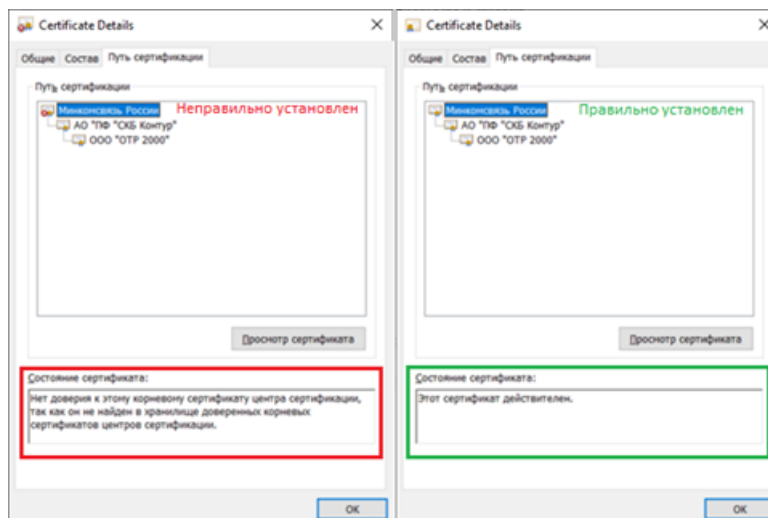 Certificate Details
Общие Состав Путь сертификации
Путь сертификации
Минкомсвязь России Неправильно установлен
АО "ПФ "СКБ Контур"
ООО "ОТР 2000"
Просмотр сертификата
Состояние сертификата:
Нет доверия к этому корневому сертификату центра сертификации,
так как он не найден в хранилище доверенных корневых
сертификатов центров сертификации.
ОК
Certificate Details
Общие Состав Путь сертификации
Путь сертификации
Минкомсвязь России Правильно установлен
АО "ПФ "СКБ Контур"
ООО "ОТР 2000"
Просмотр сертификата
Состояние сертификата:
Этот сертификат действителен.
ОК